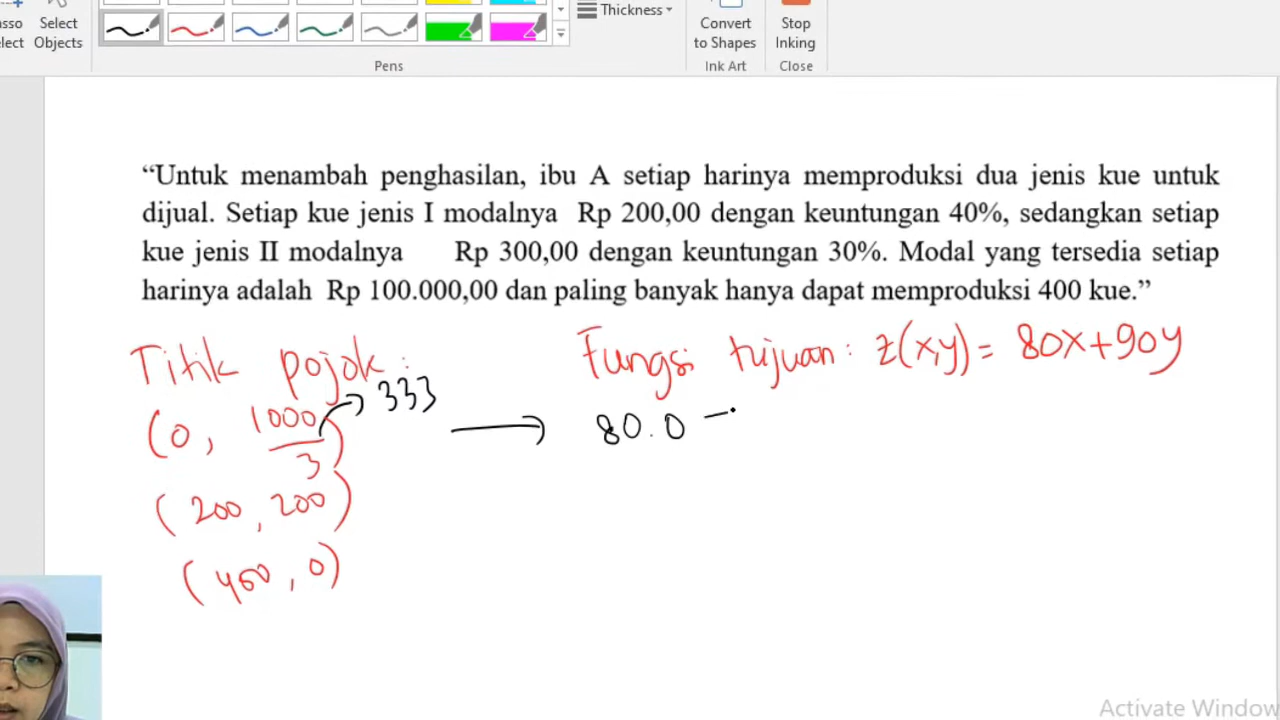 asso
Select
elect
Objects
Thickness
Convert
to Shapes
Stop
Inking
Pens
Ink Art
Close
“Untuk menambah penghasilan, ibu A setiap harinya memproduksi dua jenis kue untuk
dijual. Setiap kue jenis I modalnya Rp 200,00 dengan keuntungan 40%, sedangkan setiap
kue jenis II modalnya Rp 300,00 dengan keuntungan 30%. Modal yang tersedia setiap
harinya adalah Rp 100.000,00 dan paling banyak hanya dapat memproduksi 400 kue.”
Titik pojok:
Fungsi tujuan: z(x,y)= 80x+90y
333
(0, 1000/3)
80.0
(200, 200)
(400, 0)
Activate Window